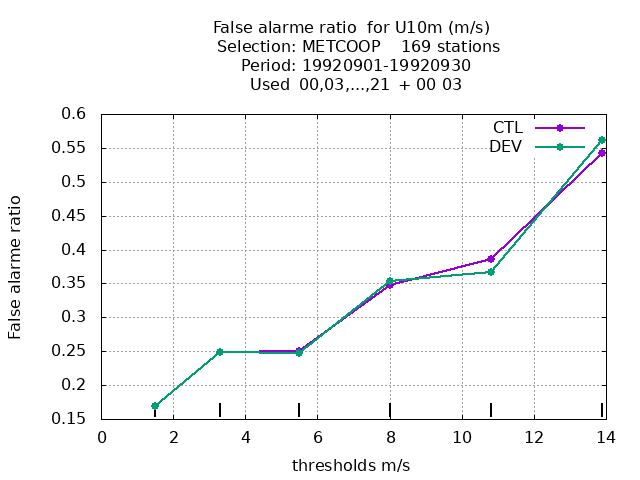 False alarme ratio  for U10m (m/s)
Selection: METCOOP    169 stations
Period: 19920901-19920930
Used  00,03,...,21  + 00 03
CTL
DEV
0.6
0.55
0.5
0.45
0.4
0.35
0.3
0.25
0.2
0.15
False alarme ratio
0 2 4 6 8 10 12 14
thresholds m/s